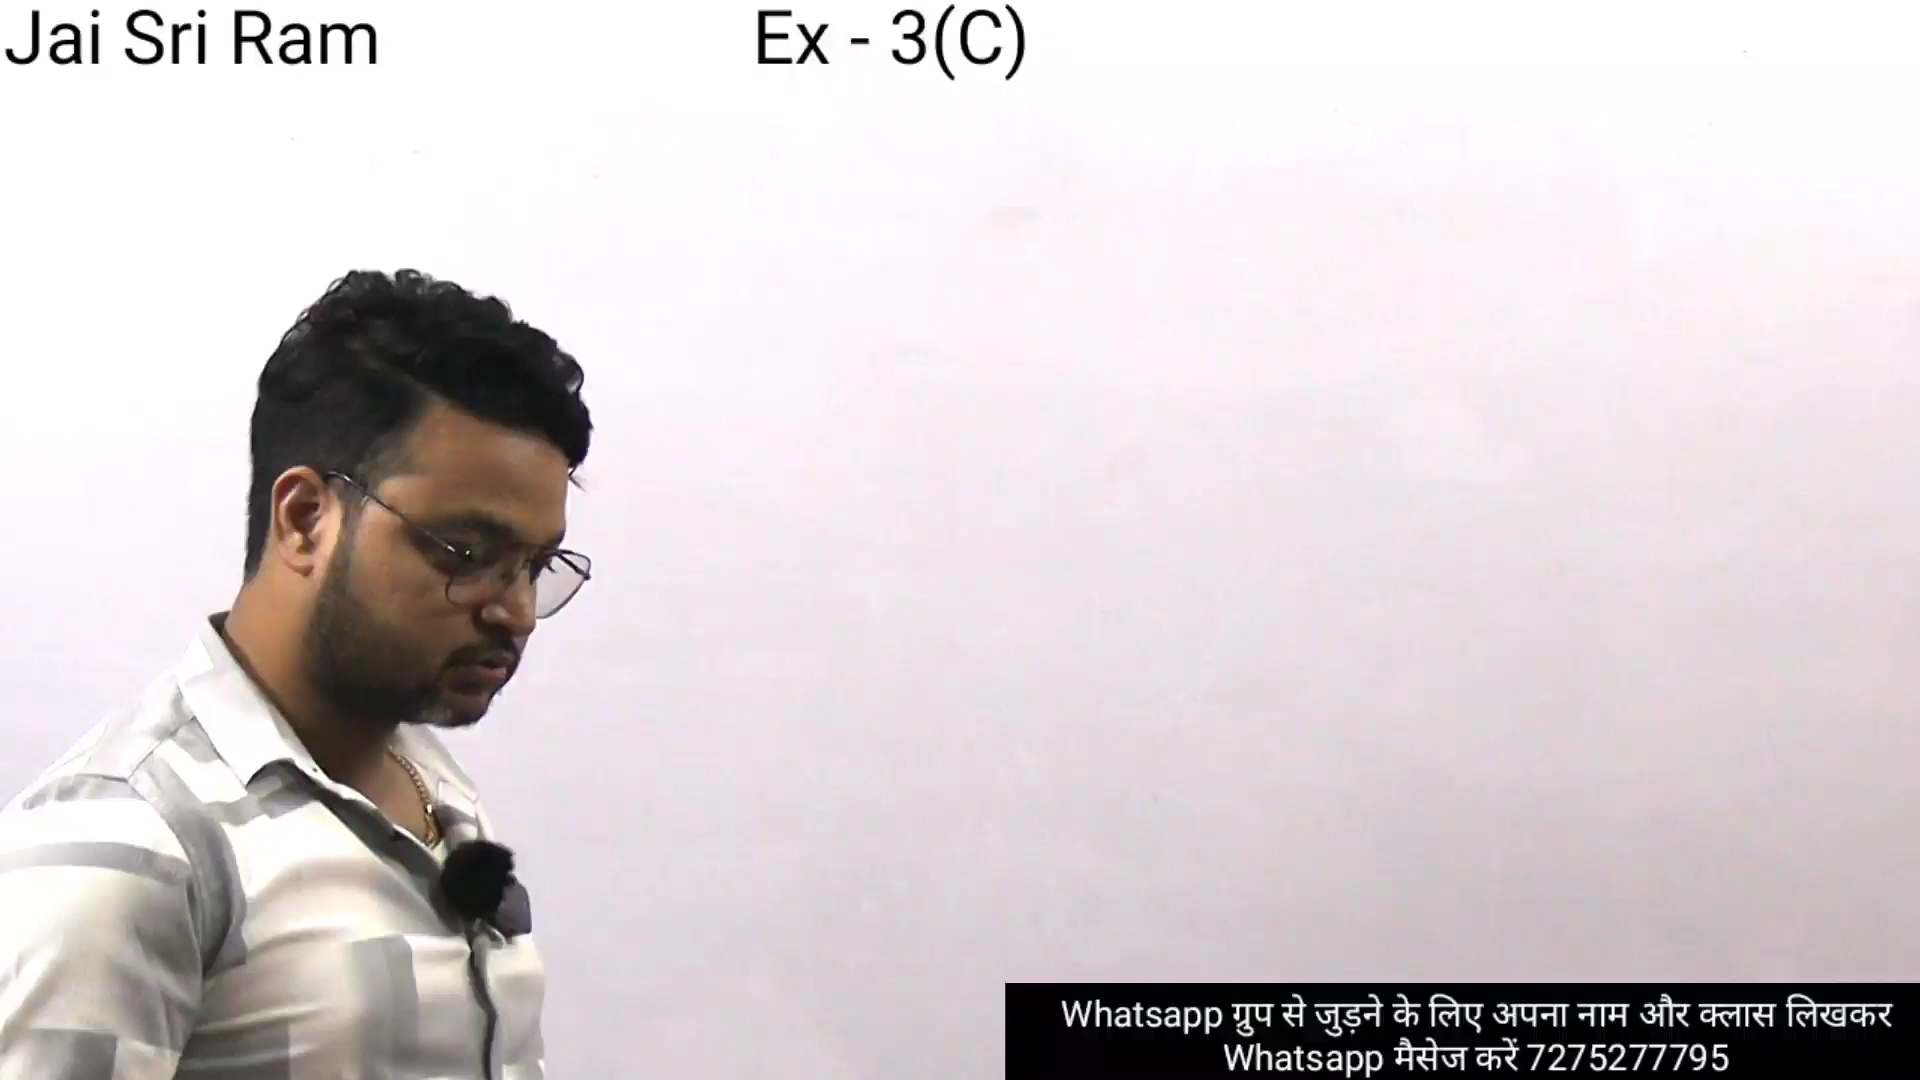 Jai Sri Ram
Ex - 3(C)
Whatsapp ग्रुप से जुड़ने के लिए अपना नाम और क्लास लिखकर
Whatsapp मैसेज करें 7275277795